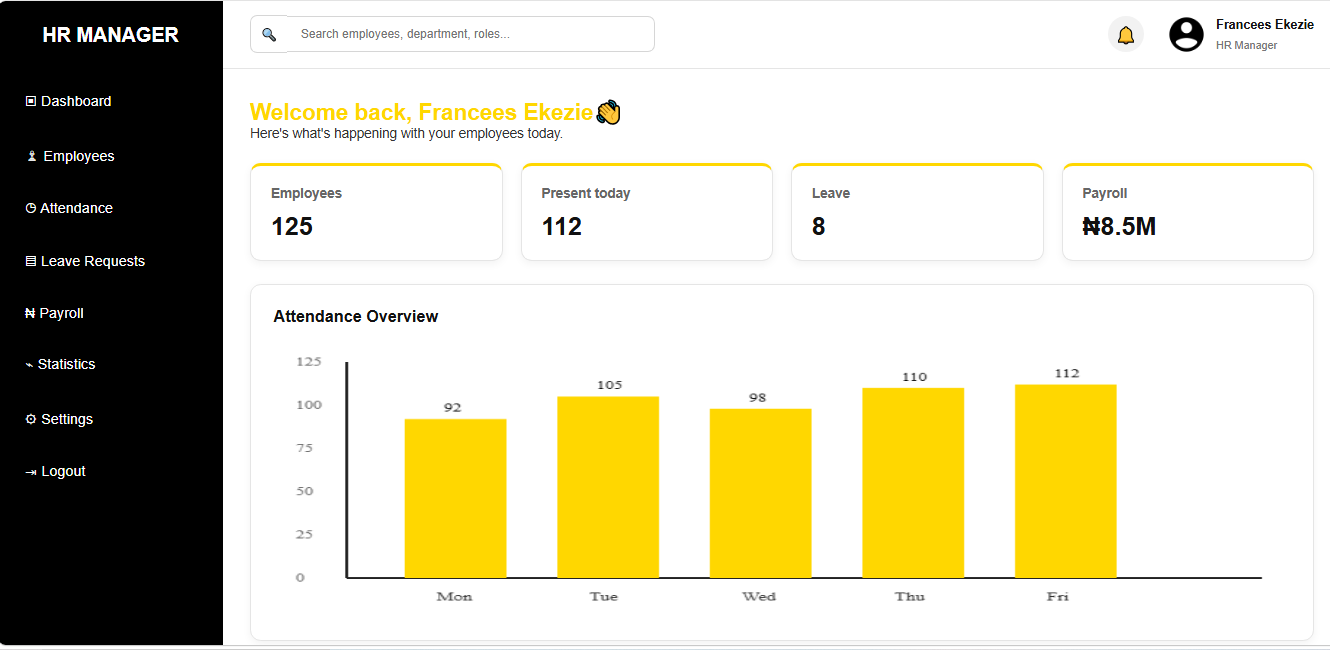 HR MANAGER
Dashboard
Employees
Attendance
Leave Requests
₦ Payroll
Statistics
Settings
Logout
Search employees, department, roles...
Francees Ekezie
HR Manager
Welcome back, Francees Ekezie👋
Here's what's happening with your employees today.
Employees
125
Present today
112
Leave
8
Payroll
₦8.5M
Attendance Overview
125
100
75
50
25
0
92
105
98
110
112
Mon Tue Wed Thu Fri